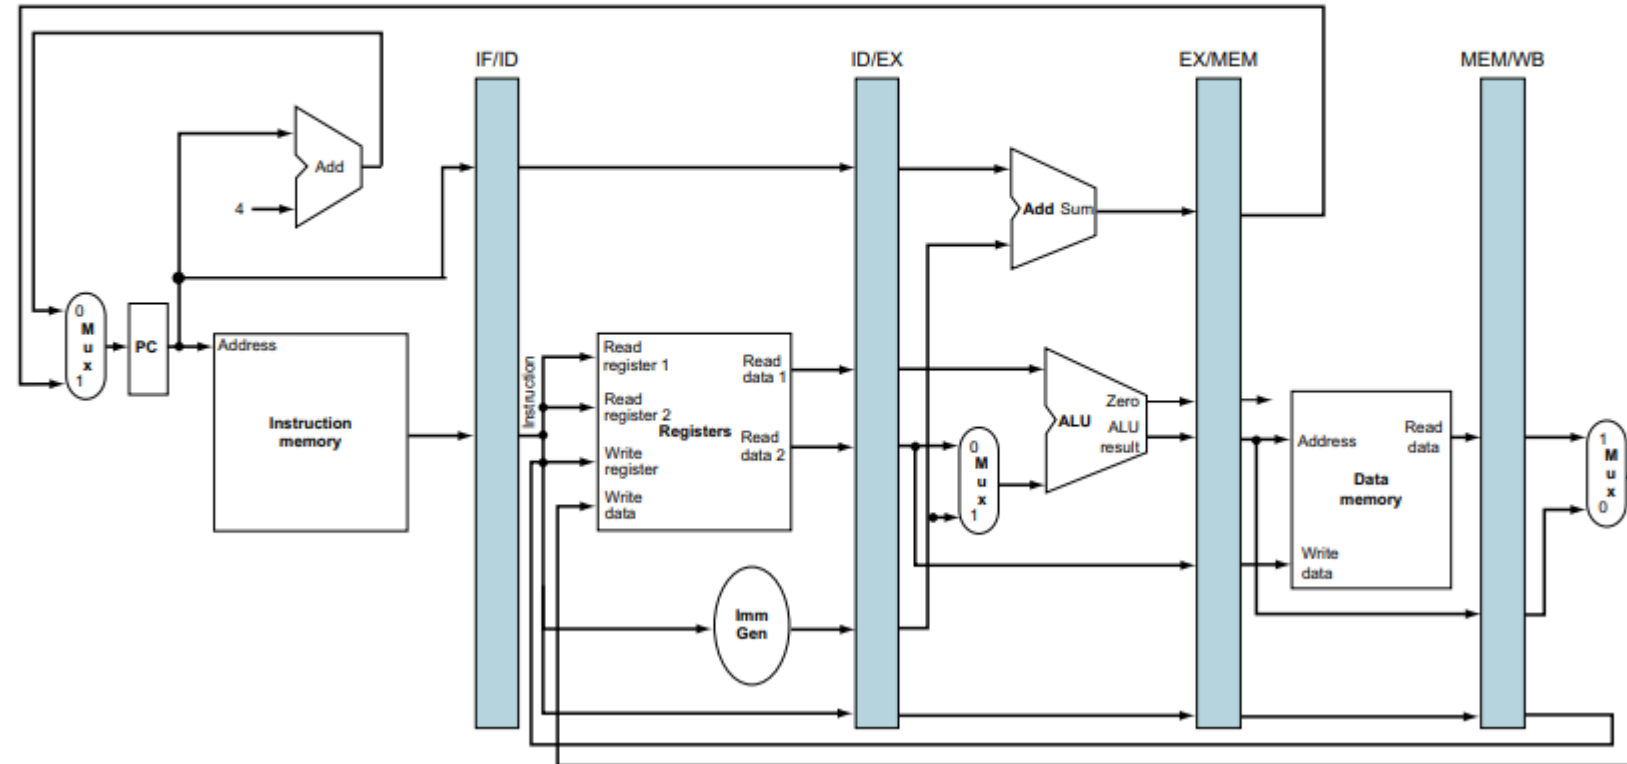 IF/ID
ID/EX
EX/MEM
MEM/WB
Add
4
Add Sum
0
M
u
x
1
PC
Address
Instruction
memory
Instruction
Read
register 1
Read
register 2
Registers
Write
register
Write
data
Read
data 1
Read
data 2
Imm
Gen
0
M
u
x
1
Zero
ALU
ALU
result
Address
Read
data
Data
memory
Write
data
1
M
u
x
0